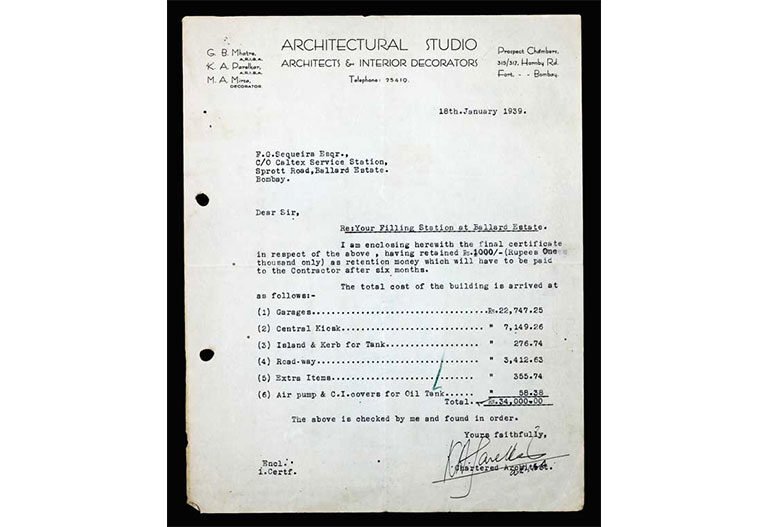 G. B. Mhatre,
A.R.I.B.A.
K. A. Parelkar,
A.R.I.B.A.
M. A. Mirza,
DECORATOR.
ARCHITECTURAL STUDIO
ARCHITECTS & INTERIOR DECORATORS
Telephone: 25410.
Prospect Chambers,
315/317, Hornby Rd.
Fort, - - Bombay.
18th.January 1939.
F.G.Sequeira Esqr.,
C/O Caltex Service Station,
Sprott Road,Ballard Estate.
Bombay.
Dear Sir,
Re:Your Filling Station at Ballard Estate.
I am enclosing herewith the final certificate
in respect of the above , having retained Rs.1000/-(Rupees One
thousand only) as retention money which will have to be paid
to the Contractor after six months.
The total cost of the building is arrived at
as follows:-
(1) Garages....................................Rs.22,747.25
(2) Central Kiosk.............................. " 7,149.26
(3) Island & Kerb for Tank..................... " 276.74
(4) Road-way................................... " 3,412.63
(5) Extra Items................................ " 355.74
(6) Air pump & C.I.covers for Oil Tank...... " 58.38
Total. Rs.34,000.00
The above is checked by me and found in order.
Yours faithfully,
K. A. Parelkar
Chartered Architect.
Encl.
1.Certf.